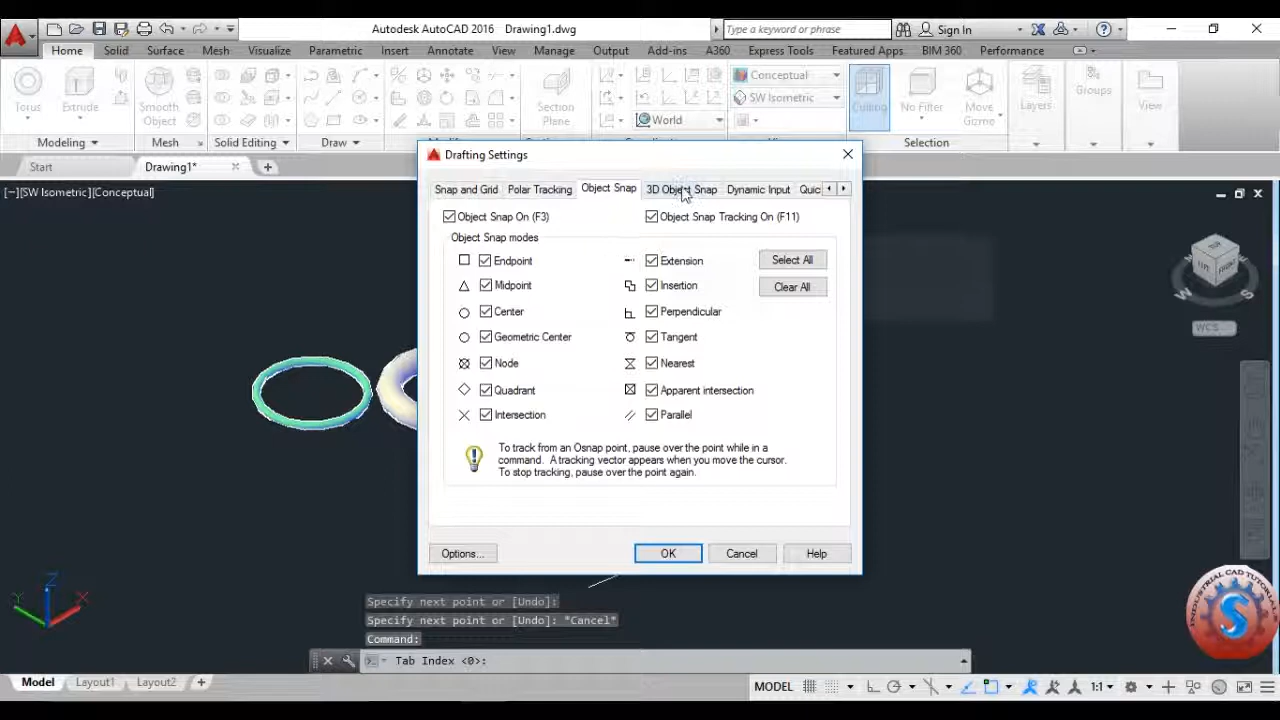 Autodesk AutoCAD 2016 Drawing1.dwg
Type a keyword or phrase
Sign In
Home Solid Surface Mesh Visualize Parametric Insert Annotate View Manage Output Add-ins A360 Express Tools Featured Apps BIM 360 Performance
Torus
Extrude
Smooth
Object
Section
Plane
Conceptual
SW Isometric
World
Culling
No Filter
Move
Gizmo
Layers
Groups
View
Modeling
Mesh
Solid Editing
Draw
Selection
Start
Drawing1*
[−][SW Isometric][Conceptual]
Drafting Settings
Snap and Grid
Polar Tracking
Object Snap
3D Object Snap
Dynamic Input
Quic
Object Snap On (F3)
Object Snap Tracking On (F11)
Object Snap modes
Endpoint
Extension
Select All
Midpoint
Insertion
Clear All
Center
Perpendicular
Geometric Center
Tangent
Node
Nearest
Quadrant
Apparent intersection
Intersection
Parallel
To track from an Osnap point, pause over the point while in a
command. A tracking vector appears when you move the cursor.
To stop tracking, pause over the point again.
Options...
OK
Cancel
Help
W
S
WCS
Z
Y
X
Specify next point or [Undo]:
Specify next point or [Undo]: *Cancel*
Command:
Tab Index <0>:
INDUSTRIAL CAD TUTORIALS
S
Model
Layout1
Layout2
MODEL
1:1